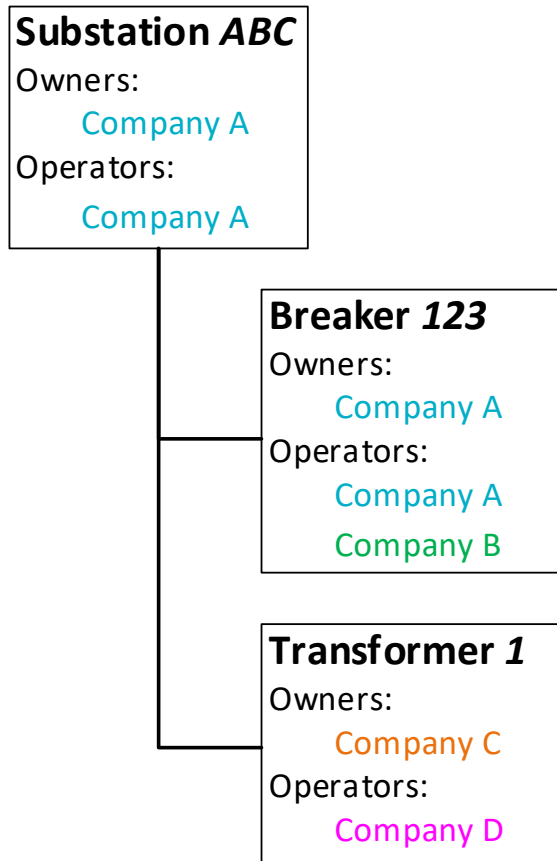 Substation ABC
Owners:
Company A
Operators:
Company A
Breaker 123
Owners:
Company A
Operators:
Company A
Company B
Transformer 1
Owners:
Company C
Operators:
Company D